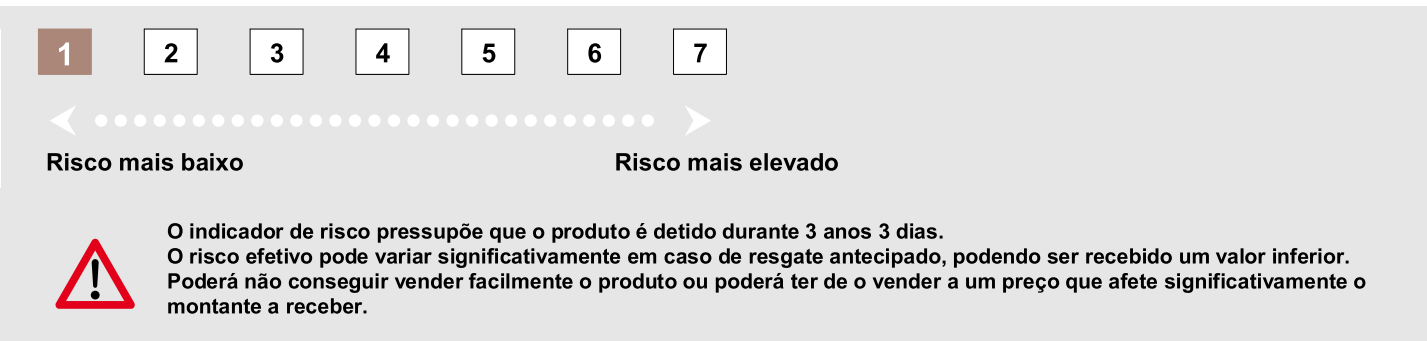 1 2 3 4 5 6 7
Risco mais baixo Risco mais elevado
O indicador de risco pressupõe que o produto é detido durante 3 anos 3 dias.
O risco efetivo pode variar significativamente em caso de resgate antecipado, podendo ser recebido um valor inferior.
Poderá não conseguir vender facilmente o produto ou poderá ter de o vender a um preço que afete significativamente o
montante a receber.